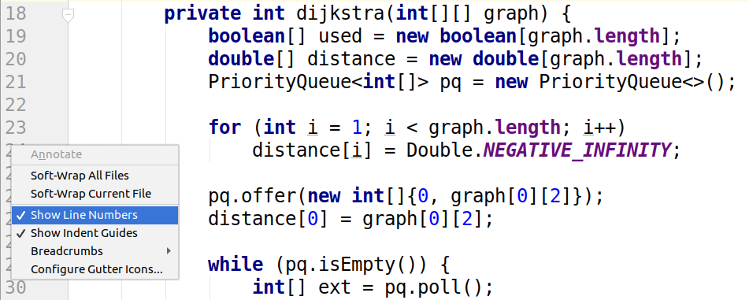 18 private int dijkstra(int[][] graph) {
19 boolean[] used = new boolean[graph.length];
20 double[] distance = new double[graph.length];
21 PriorityQueue<int[]> pq = new PriorityQueue<>();
22
23 for (int i = 1; i < graph.length; i++)
distance[i] = Double.NEGATIVE_INFINITY;
pq.offer(new int[]{0, graph[0][2]});
distance[0] = graph[0][2];
while (pq.isEmpty()) {
30 int[] ext = pq.poll();
Annotate
Soft-Wrap All Files
Soft-Wrap Current File
✓ Show Line Numbers
✓ Show Indent Guides
Breadcrumbs
Configure Gutter Icons...